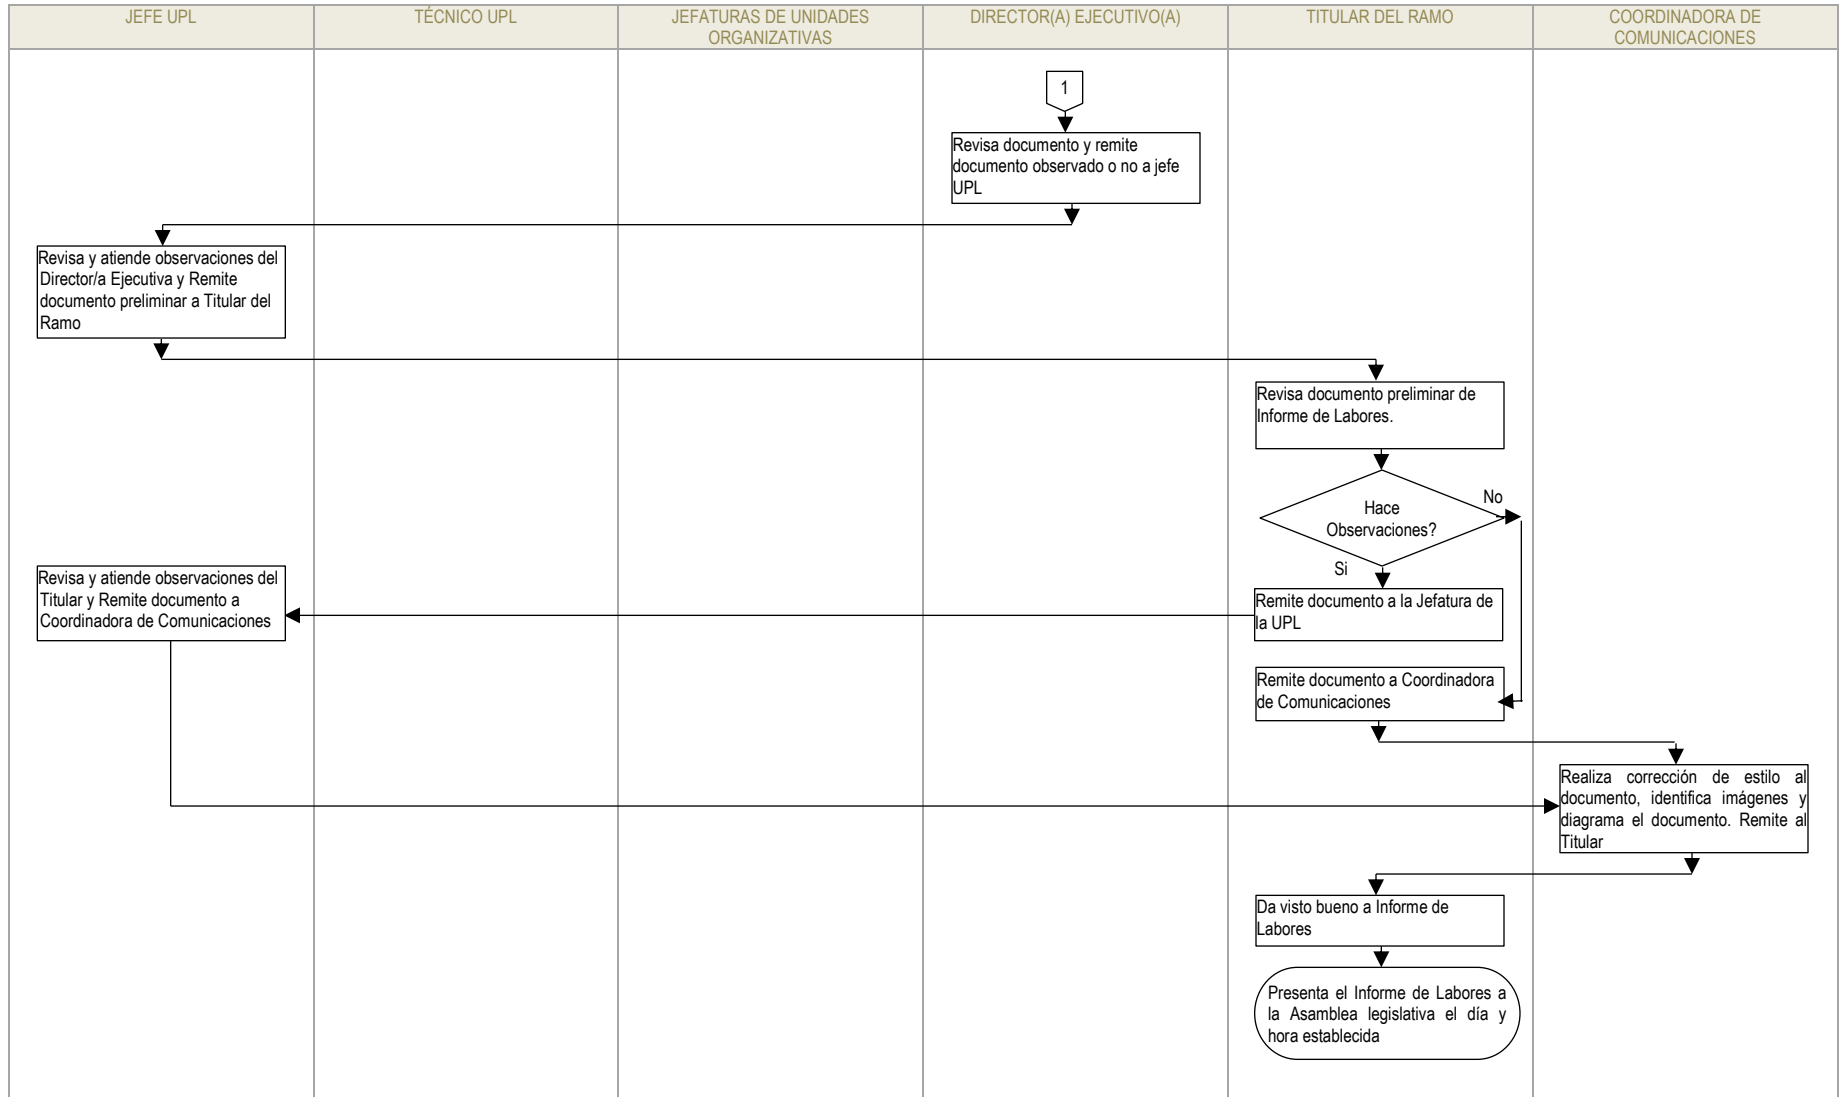 JEFE UPL
TÉCNICO UPL
JEFATURAS DE UNIDADES
ORGANIZATIVAS
DIRECTOR(A) EJECUTIVO(A)
TITULAR DEL RAMO
COORDINADORA DE
COMUNICACIONES
1
Revisa documento y remite
documento observado o no a jefe
UPL
Revisa y atiende observaciones del
Director/a Ejecutiva y Remite
documento preliminar a Titular del
Ramo
Revisa documento preliminar de
Informe de Labores.
Hace
Observaciones?
No
Si
Revisa y atiende observaciones del
Titular y Remite documento a
Coordinadora de Comunicaciones
Remite documento a la Jefatura de
la UPL
Remite documento a Coordinadora
de Comunicaciones
Realiza corrección de estilo al
documento, identifica imágenes y
diagrama el documento. Remite al
Titular
Da visto bueno a Informe de
Labores
Presenta el Informe de Labores a
la Asamblea legislativa el día y
hora establecida